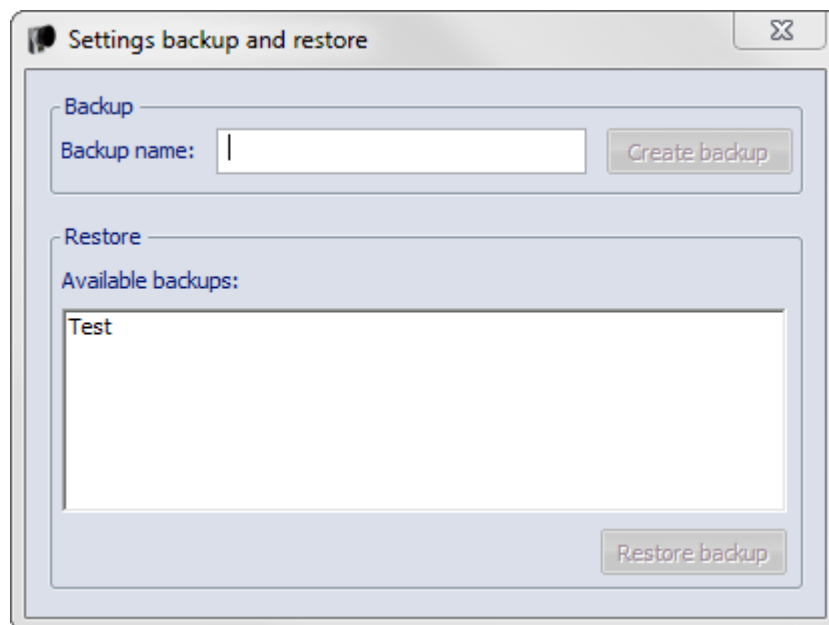 Settings backup and restore
Backup
Backup name:
Create backup
Restore
Available backups:
Test
Restore backup